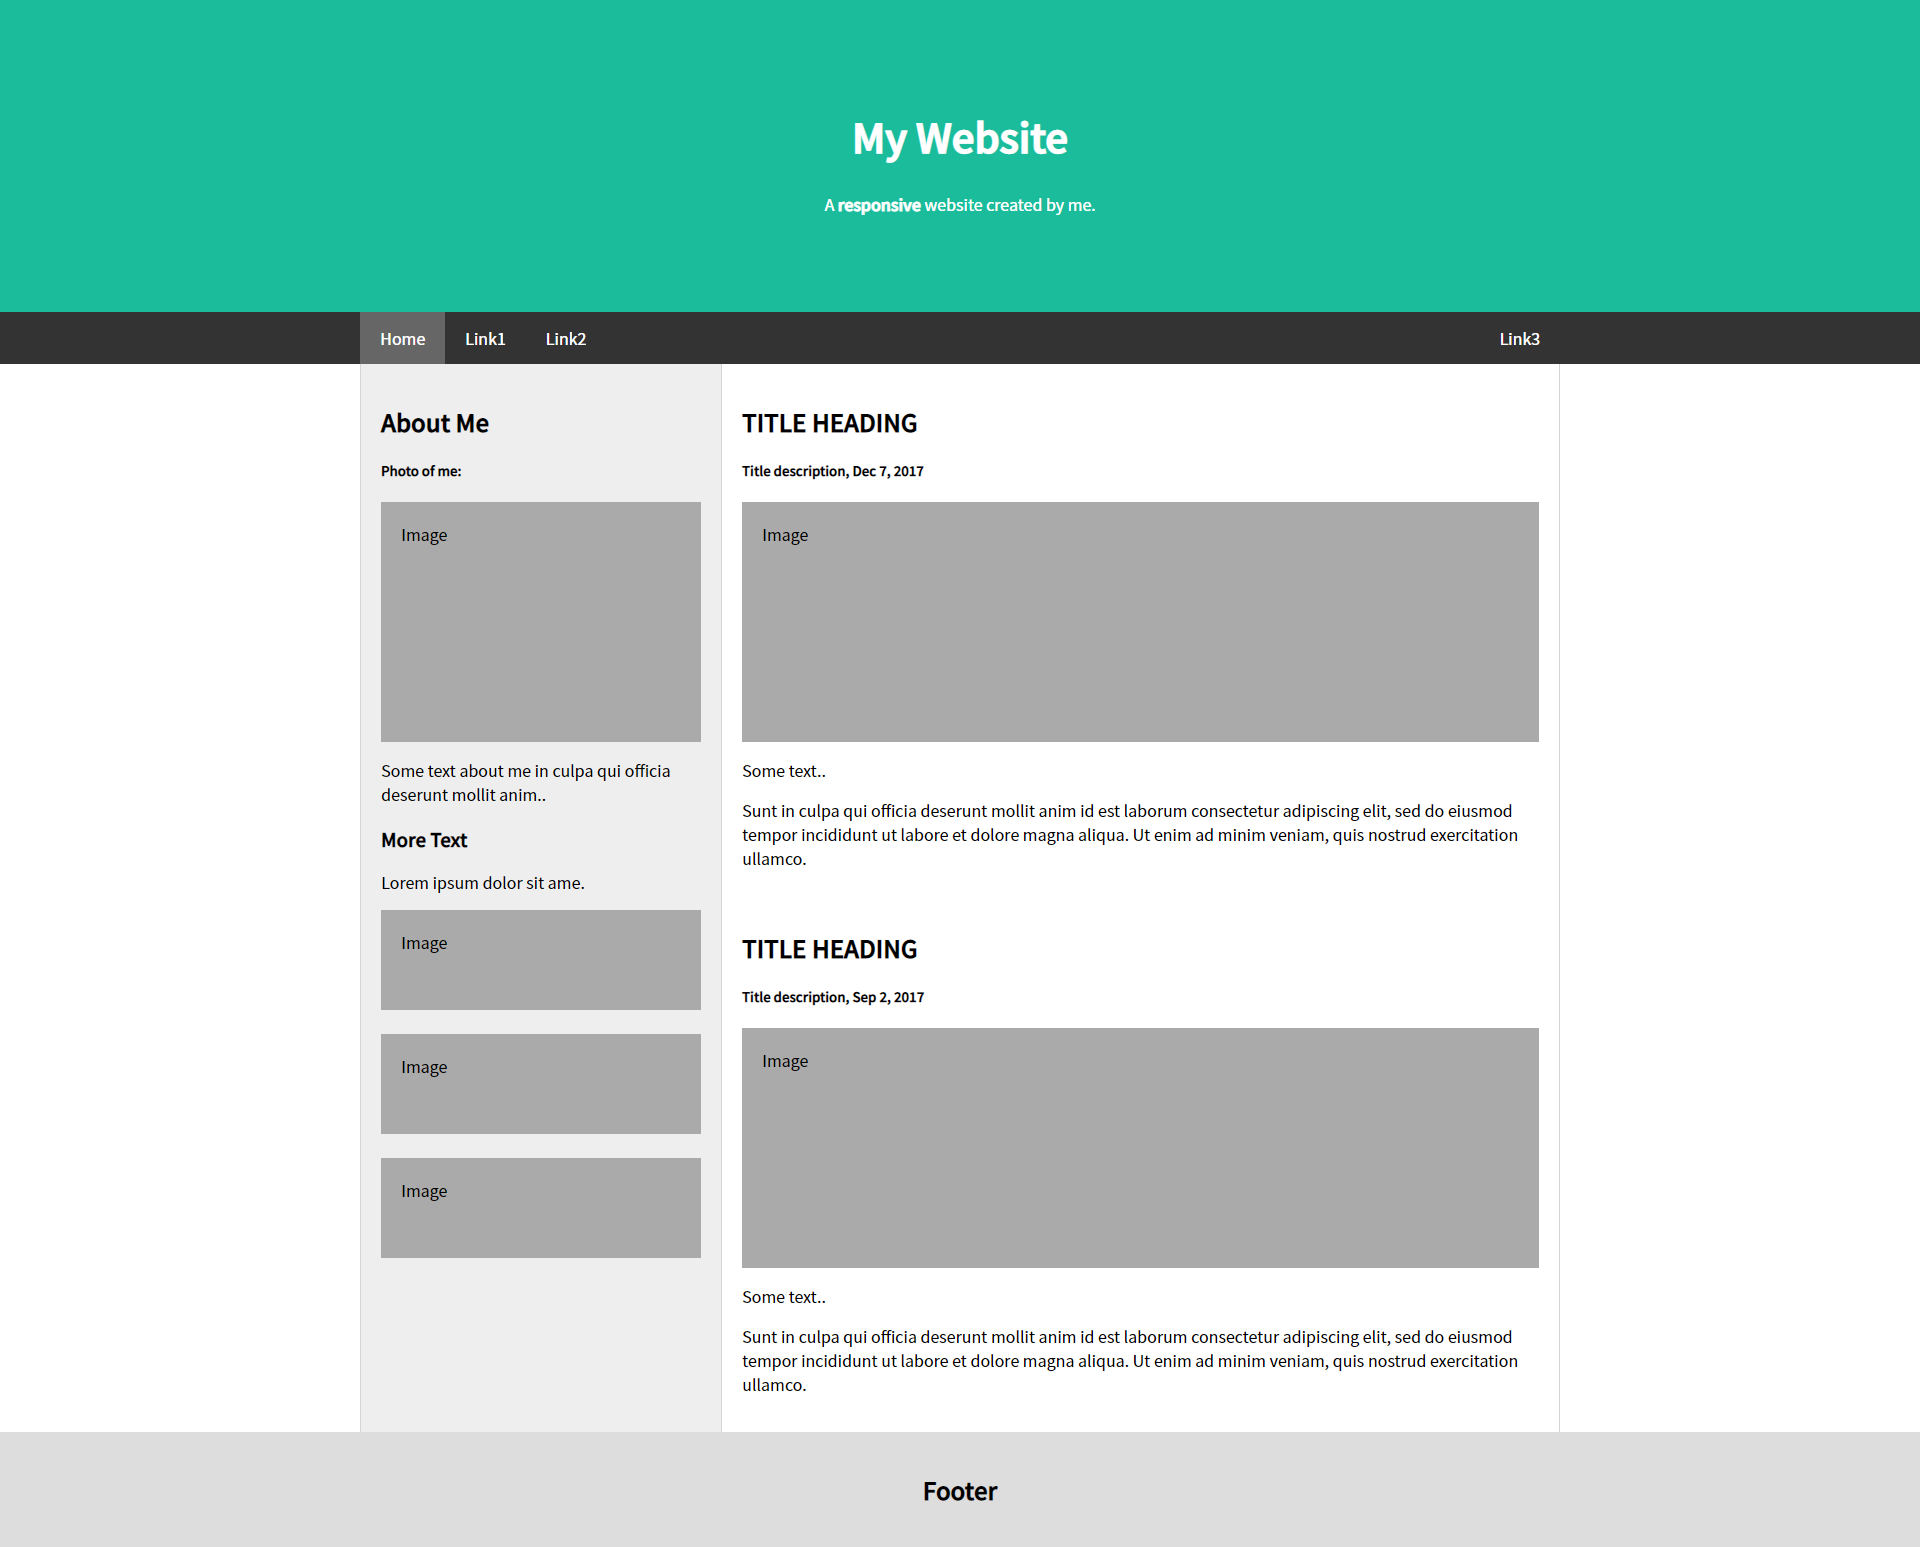 My Website
A responsive website created by me.
Home Link1 Link2 Link3
About Me
Photo of me:
Image
Some text about me in culpa qui officia
deserunt mollit anim..
More Text
Lorem ipsum dolor sit ame.
Image
Image
Image
TITLE HEADING
Title description, Dec 7, 2017
Image
Some text..
Sunt in culpa qui officia deserunt mollit anim id est laborum consectetur adipiscing elit, sed do eiusmod
tempor incididunt ut labore et dolore magna aliqua. Ut enim ad minim veniam, quis nostrud exercitation
ullamco.
TITLE HEADING
Title description, Sep 2, 2017
Image
Some text..
Sunt in culpa qui officia deserunt mollit anim id est laborum consectetur adipiscing elit, sed do eiusmod
tempor incididunt ut labore et dolore magna aliqua. Ut enim ad minim veniam, quis nostrud exercitation
ullamco.
Footer